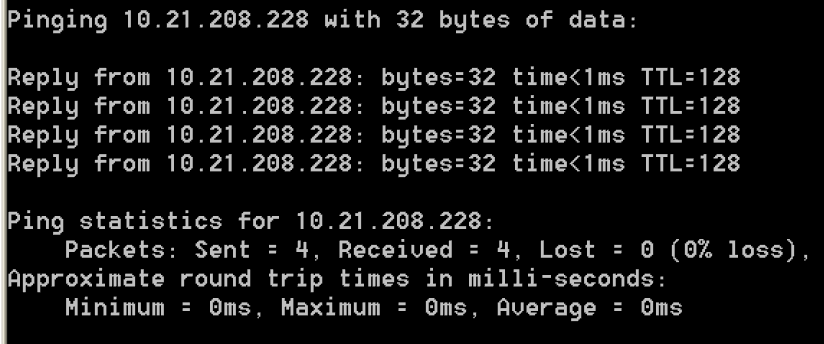 Pinging 10.21.208.228 with 32 bytes of data:
Reply from 10.21.208.228: bytes=32 time<1ms TTL=128
Reply from 10.21.208.228: bytes=32 time<1ms TTL=128
Reply from 10.21.208.228: bytes=32 time<1ms TTL=128
Reply from 10.21.208.228: bytes=32 time<1ms TTL=128
Ping statistics for 10.21.208.228:
Packets: Sent = 4, Received = 4, Lost = 0 (0% loss),
Approximate round trip times in milli-seconds:
Minimum = 0ms, Maximum = 0ms, Average = 0ms